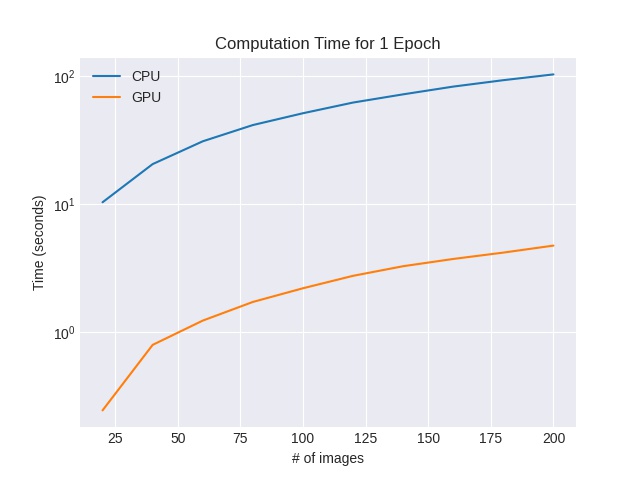 Computation Time for 1 Epoch
CPU
GPU
10²
10¹
10⁰
Time (seconds)
25 50 75 100 125 150 175 200
# of images